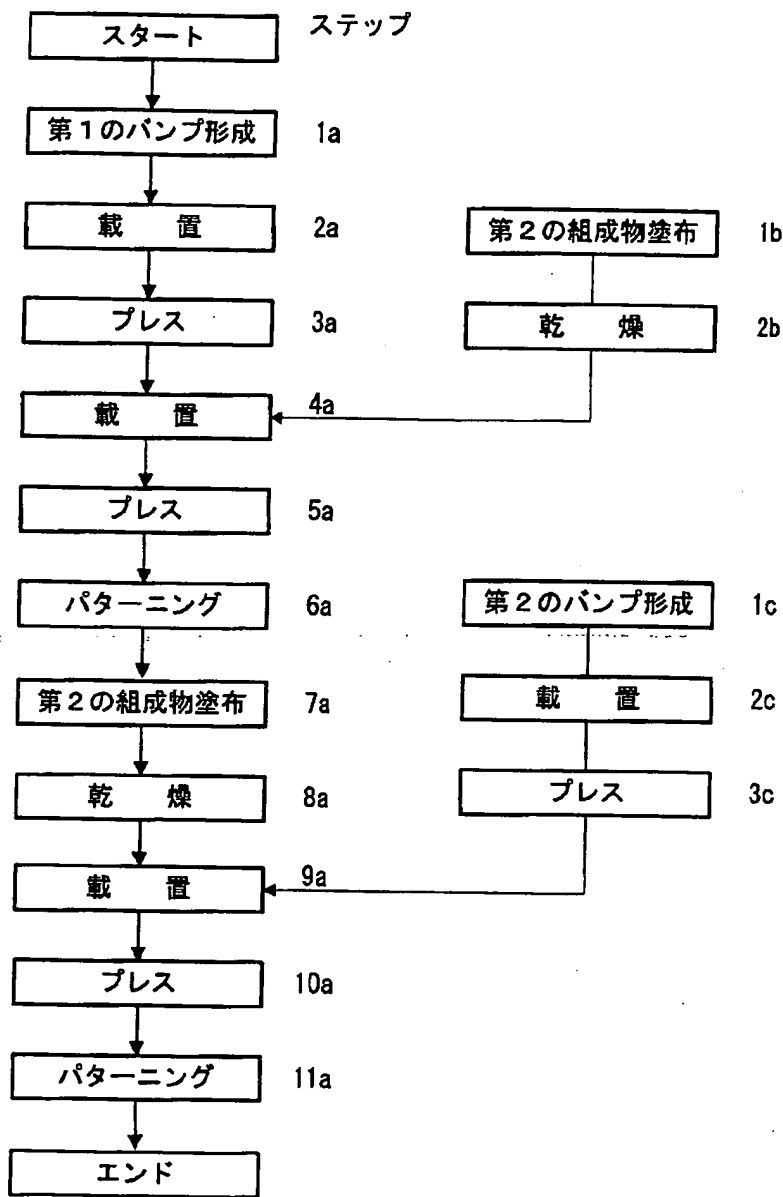 スタート ステップ
第1のバンプ形成 1a
載 置 2a
第2の組成物塗布 1b
プレス 3a
乾 燥 2b
載 置 4a
プレス 5a
パターニング 6a
第2のバンプ形成 1c
第2の組成物塗布 7a
載 置 2c
乾 燥 8a
プレス 3c
載 置 9a
プレス 10a
パターニング 11a
エンド